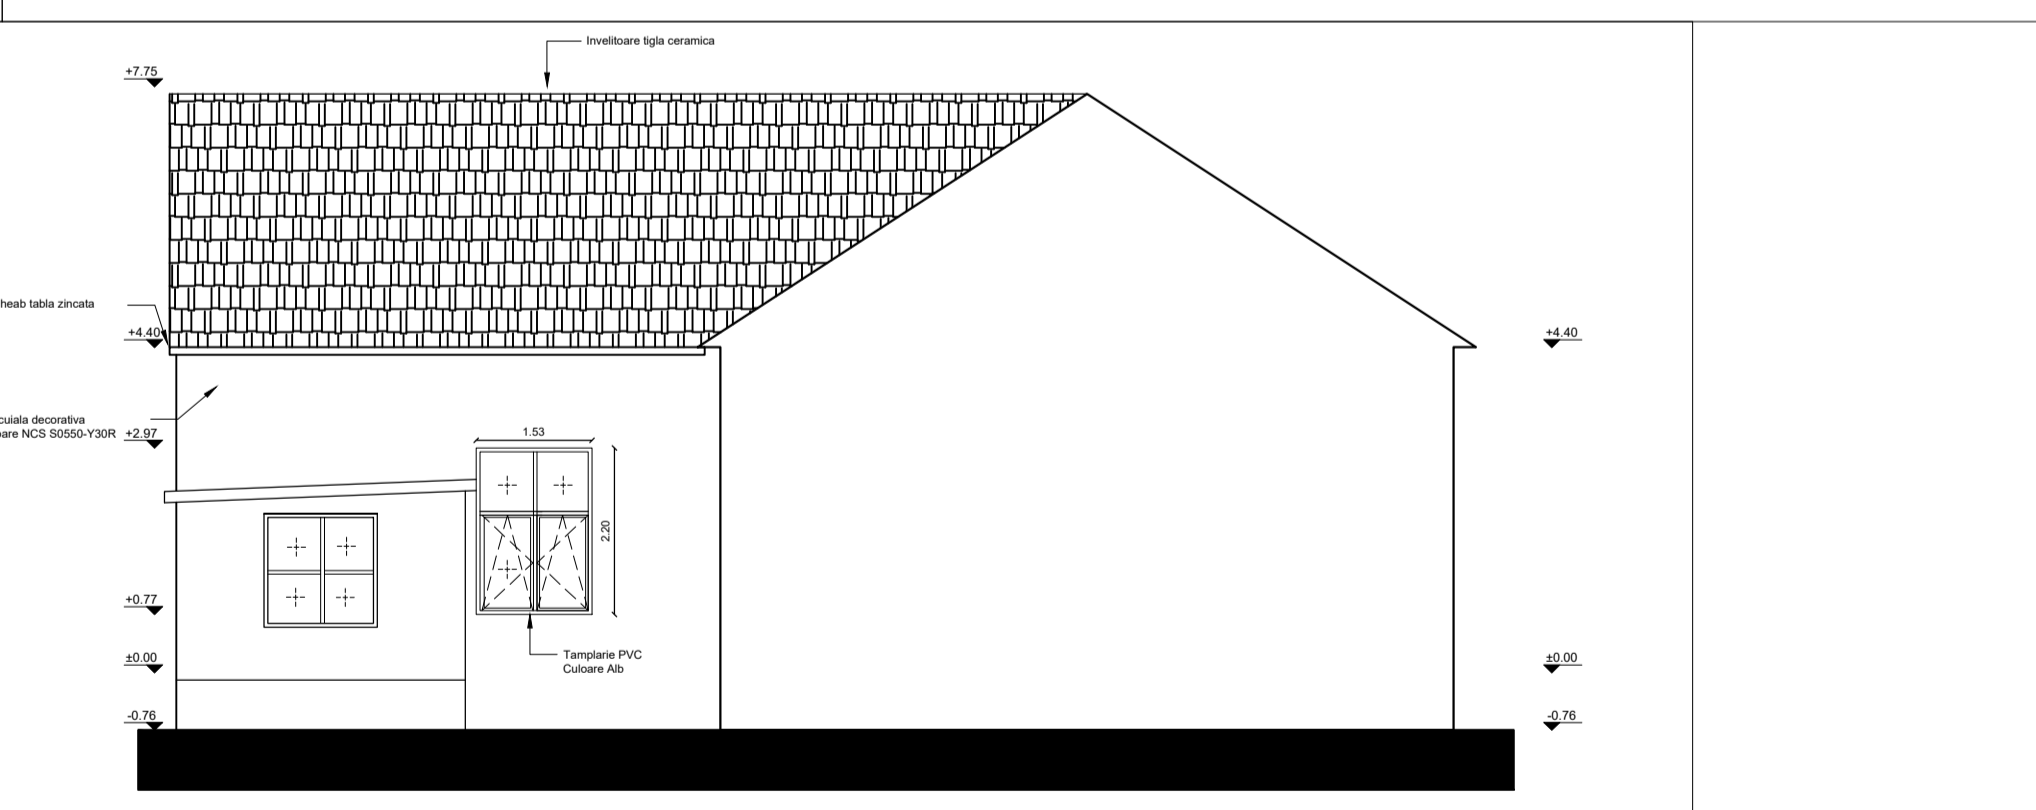 Invelitoare tigla ceramica
+7.75
heab tabla zincata
+4.40
+4.40
cuiala decorativa
oare NCS S0550-Y30R
+2.97
1.53
2.20
+0.77
Tamplarie PVC
Culoare Alb
±0.00
±0.00
-0.76
-0.76